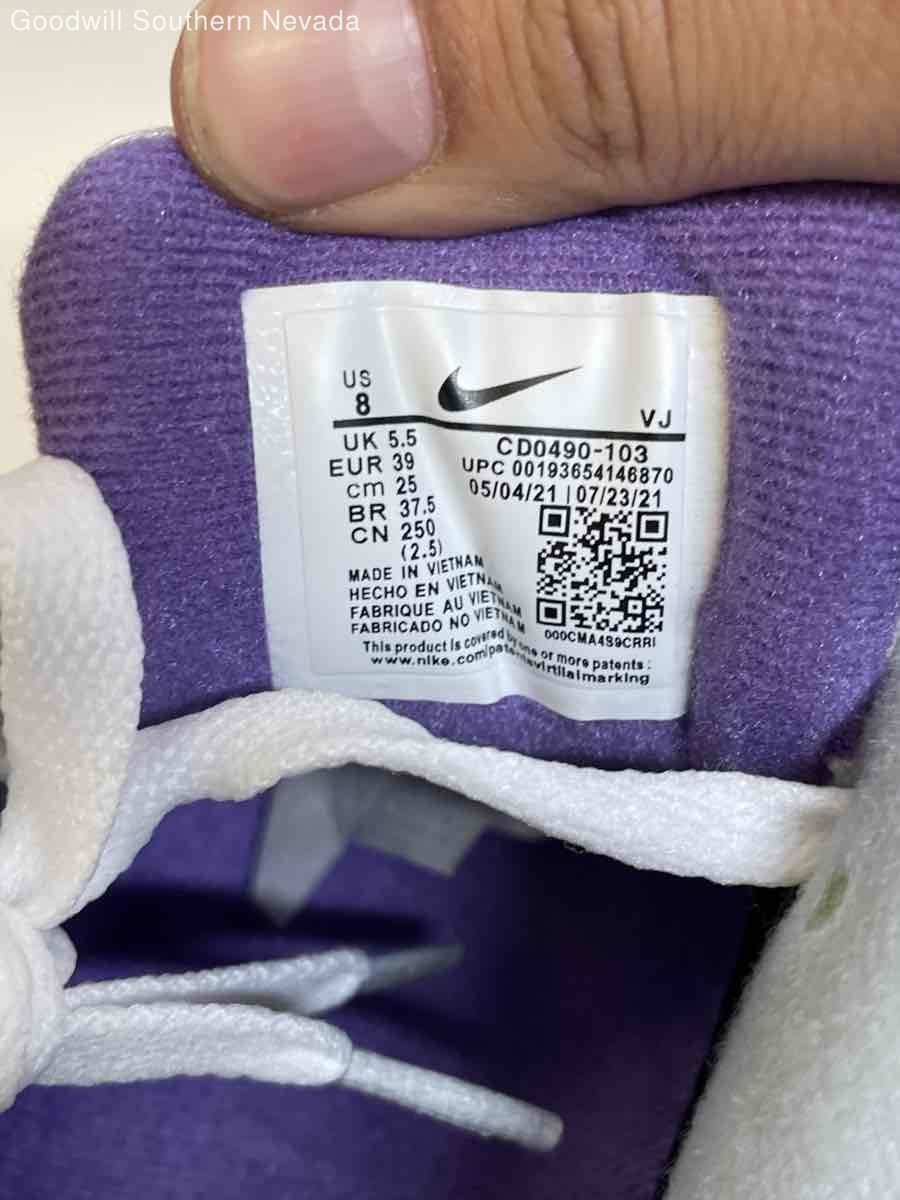 Goodwill Southern Nevada
US
8
VJ
UK 5.5
EUR 39
cm 25
BR 37.5
CN 250
(2.5)
CD0490-103
UPC 00193654146870
05/04/21 | 07/23/21
MADE IN VIETNAM
HECHO EN VIETNAM
FABRIQUE AU VIETNAM
FABRICADO NO VIETNAM
000CMA4S9CRRI
This product is covered by one or more patents:
www.nike.com/patentsvirtualmarking